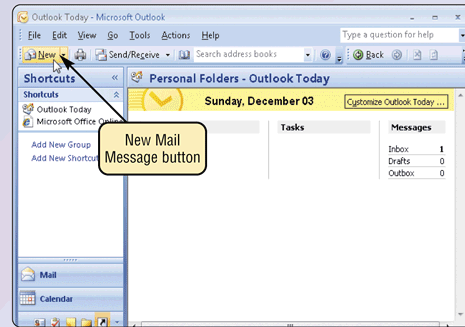 Outlook Today - Microsoft Outlook
File Edit View Go Tools Actions Help
Type a question for help
New
Send/Receive
Search address books
Back
Shortcuts
Personal Folders - Outlook Today
Shortcuts
Outlook Today
Microsoft Office Online
Add New Group
Add New Shortcut
Sunday, December 03
Customize Outlook Today ...
Tasks
Messages
Inbox 1
Drafts 0
Outbox 0
New Mail
Message button
Mail
Calendar